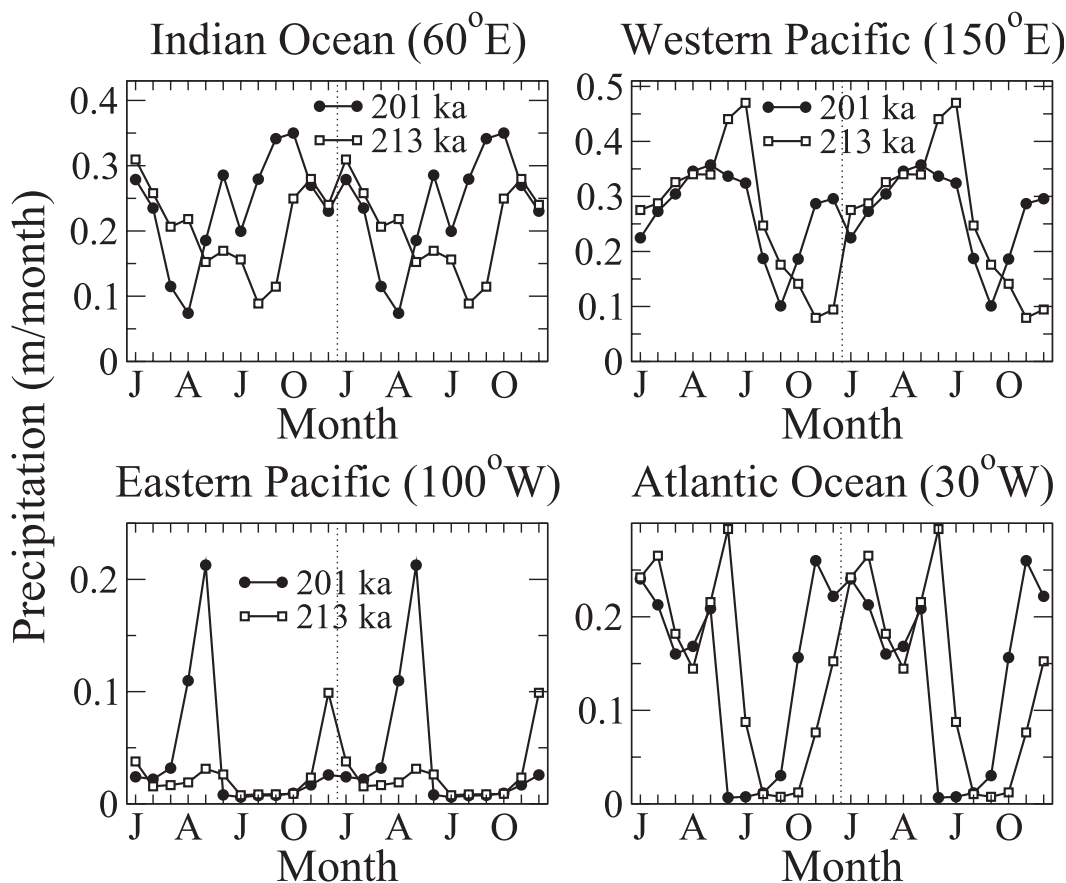 Indian Ocean (60°E)
Western Pacific (150°E)
Precipitation (m/month)
0.4
0.3
0.2
0.1
0
201 ka
213 ka
J A J O J A J O
Month
0.5
0.4
0.3
0.2
0.1
0
201 ka
213 ka
J A J O J A J O
Month
Eastern Pacific (100°W)
Atlantic Ocean (30°W)
0.2
0.1
0
201 ka
213 ka
J A J O J A J O
Month
0.2
0.1
0
J A J O J A J O
Month